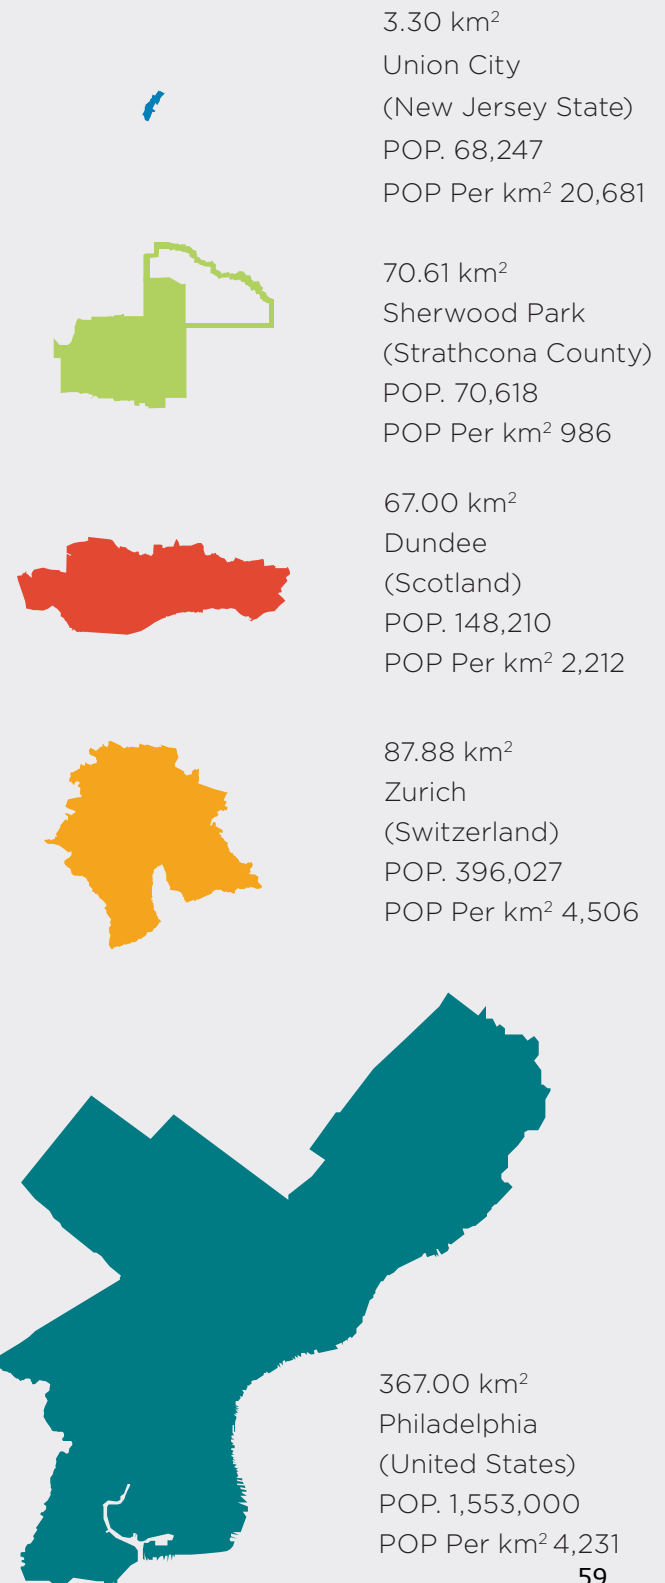 3.30 km²
Union City
(New Jersey State)
POP. 68,247
POP Per km² 20,681
70.61 km²
Sherwood Park
(Strathcona County)
POP. 70,618
POP Per km² 986
67.00 km²
Dundee
(Scotland)
POP. 148,210
POP Per km² 2,212
87.88 km²
Zurich
(Switzerland)
POP. 396,027
POP Per km² 4,506
367.00 km²
Philadelphia
(United States)
POP. 1,553,000
POP Per km² 4,231
59